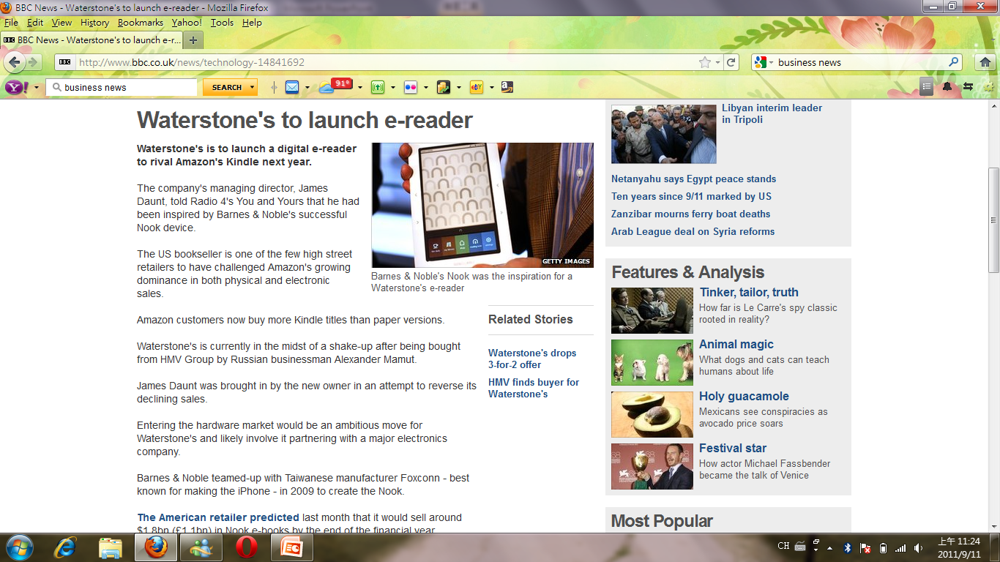 BBC News - Waterstone's to launch e-reader - Mozilla Firefox
File Edit View History Bookmarks Yahoo! Tools Help
BBC BBC News - Waterstone's to launch e-r...
BBC http://www.bbc.co.uk/news/technology-14841692
business news
Y! business news SEARCH 91°
Waterstone's to launch e-reader
Waterstone's is to launch a digital e-reader
to rival Amazon's Kindle next year.
The company's managing director, James
Daunt, told Radio 4's You and Yours that he had
been inspired by Barnes & Noble's successful
Nook device.
The US bookseller is one of the few high street
retailers to have challenged Amazon's growing
dominance in both physical and electronic
sales.
GETTY IMAGES
Barnes & Noble's Nook was the inspiration for a
Waterstone's e-reader
Amazon customers now buy more Kindle titles than paper versions.
Waterstone's is currently in the midst of a shake-up after being bought
from HMV Group by Russian businessman Alexander Mamut.
James Daunt was brought in by the new owner in an attempt to reverse its
declining sales.
Entering the hardware market would be an ambitious move for
Waterstone's and likely involve it partnering with a major electronics
company.
Barnes & Noble teamed-up with Taiwanese manufacturer Foxconn - best
known for making the iPhone - in 2009 to create the Nook.
The American retailer predicted last month that it would sell around
$1.8bn (£1.1bn) in Nook e-books by the end of the financial year
Related Stories
Waterstone's drops
3-for-2 offer
HMV finds buyer for
Waterstone's
Libyan interim leader
in Tripoli
Netanyahu says Egypt peace stands
Ten years since 9/11 marked by US
Zanzibar mourns ferry boat deaths
Arab League deal on Syria reforms
Features & Analysis
Tinker, tailor, truth
How far is Le Carre's spy classic
rooted in reality?
Animal magic
What dogs and cats can teach
humans about life
Holy guacamole
Mexicans see conspiracies as
avocado price soars
Festival star
How actor Michael Fassbender
became the talk of Venice
Most Popular
CH
上午 11:24
2011/9/11